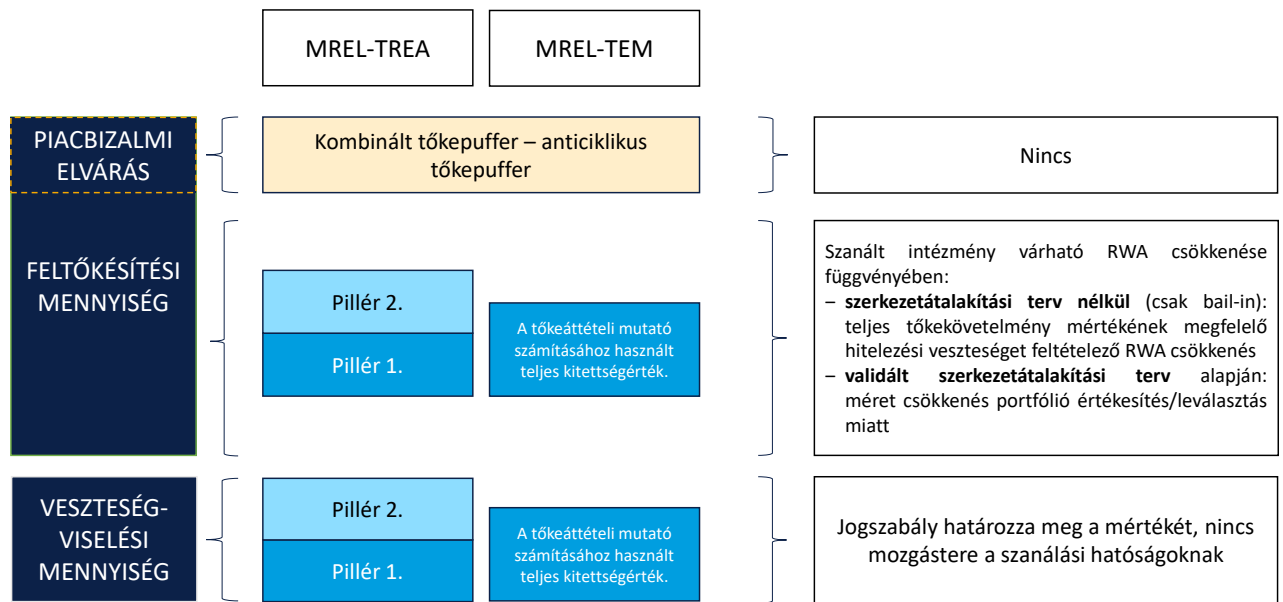 MREL-TREA
MREL-TEM
PIACBIZALMI
ELVÁRÁS
Kombinált tőkepuffer – anticiklikus
tőkepuffer
Nincs
FELTŐKÉSÍTÉSI
MENNYISÉG
Pillér 2.
Pillér 1.
A tőkeáttételi mutató
számításához használt
teljes kitettségérték.
Szanált intézmény várható RWA csökkenése
függvényében:
– szerkezetátalakítási terv nélkül (csak bail-in):
teljes tőkekövetelmény mértékének megfelelő
hitelezési veszteséget feltételező RWA csökkenés
– validált szerkezetátalakítási terv alapján:
méret csökkenés portfólió értékesítés/leválasztás
miatt
VESZTESÉG-
VISELÉSI
MENNYISÉG
Pillér 2.
Pillér 1.
A tőkeáttételi mutató
számításához használt
teljes kitettségérték.
Jogszabály határozza meg a mértékét, nincs
mozgástere a szanálási hatóságoknak